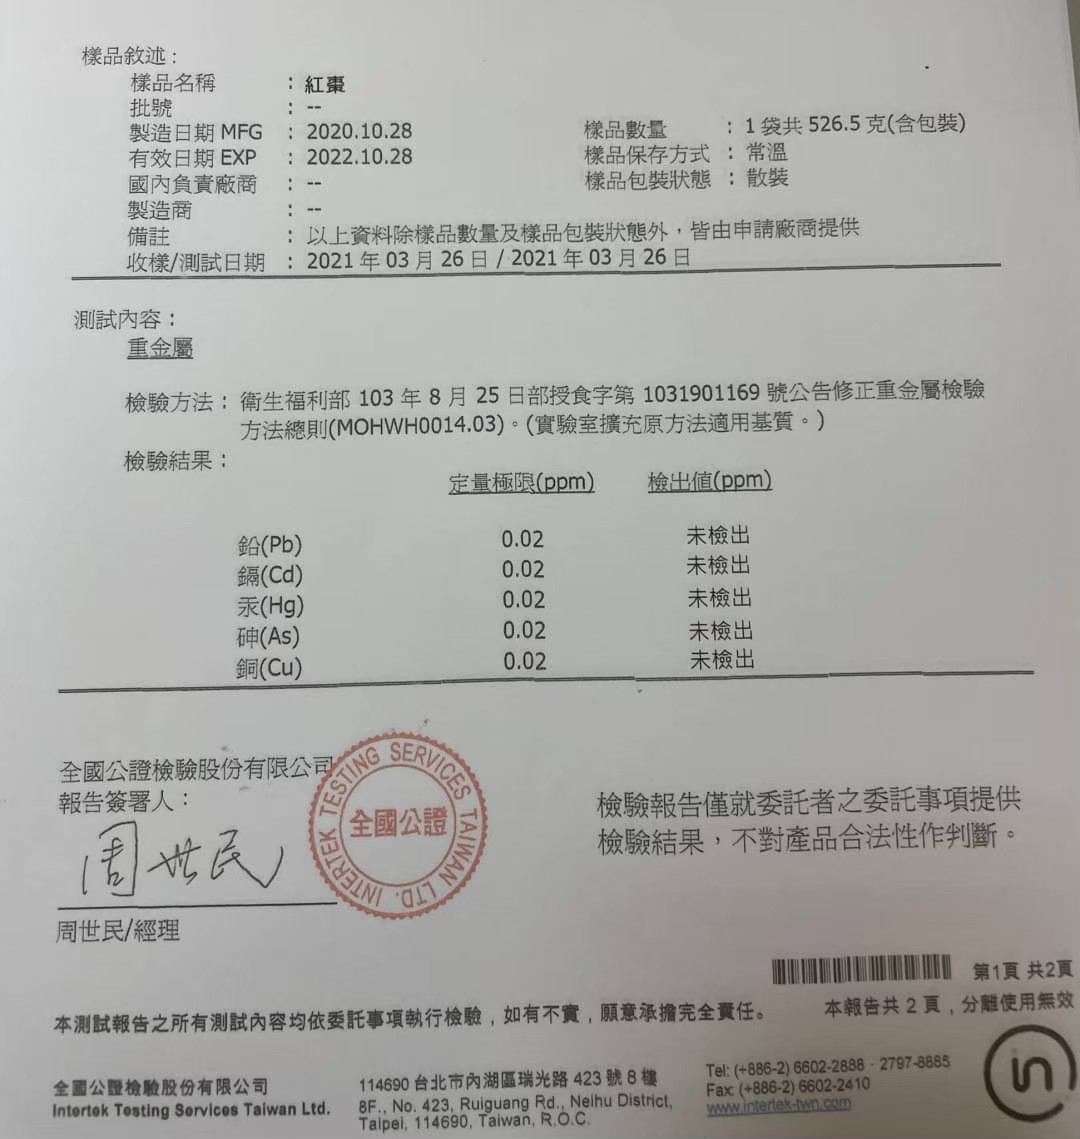 樣品敘述：
樣品名稱 : 紅棗
批號 : --
製造日期 MFG : 2020.10.28 樣品數量 : 1 袋共 526.5 克(含包裝)
有效日期 EXP : 2022.10.28 樣品保存方式 : 常溫
國內負責廠商 : -- 樣品包裝狀態 : 散裝
製造商 : --
備註 : 以上資料除樣品數量及樣品包裝狀態外，皆由申請廠商提供
收樣/測試日期 : 2021 年 03 月 26 日 / 2021 年 03 月 26 日
測試內容：
重金屬
檢驗方法：衛生福利部 103 年 8 月 25 日部授食字第 1031901169 號公告修正重金屬檢驗
方法總則(MOHWH0014.03)。(實驗室擴充原方法適用基質。)
檢驗結果：
定量極限(ppm) 檢出值(ppm)
鉛(Pb) 0.02 未檢出
鎘(Cd) 0.02 未檢出
汞(Hg) 0.02 未檢出
砷(As) 0.02 未檢出
銅(Cu) 0.02 未檢出
全國公證檢驗股份有限公司
報告簽署人：
周世民
周世民/經理
INTERTEK TESTING SERVICES TAIWAN LTD.
全國公證
檢驗報告僅就委託者之委託事項提供
檢驗結果，不對產品合法性作判斷。
第1頁 共2頁
本測試報告之所有測試內容均依委託事項執行檢驗，如有不實，願意承擔完全責任。 本報告共 2 頁，分離使用無效
全國公證檢驗股份有限公司
Intertek Testing Services Taiwan Ltd.
114690 台北市內湖區瑞光路 423 號 8 樓
8F., No. 423, Ruiguang Rd., Neihu District,
Taipei, 114690, Taiwan, R.O.C.
Tel: (+886-2) 6602-2888．2797-8885
Fax: (+886-2) 6602-2410
www.intertek-twn.com
in